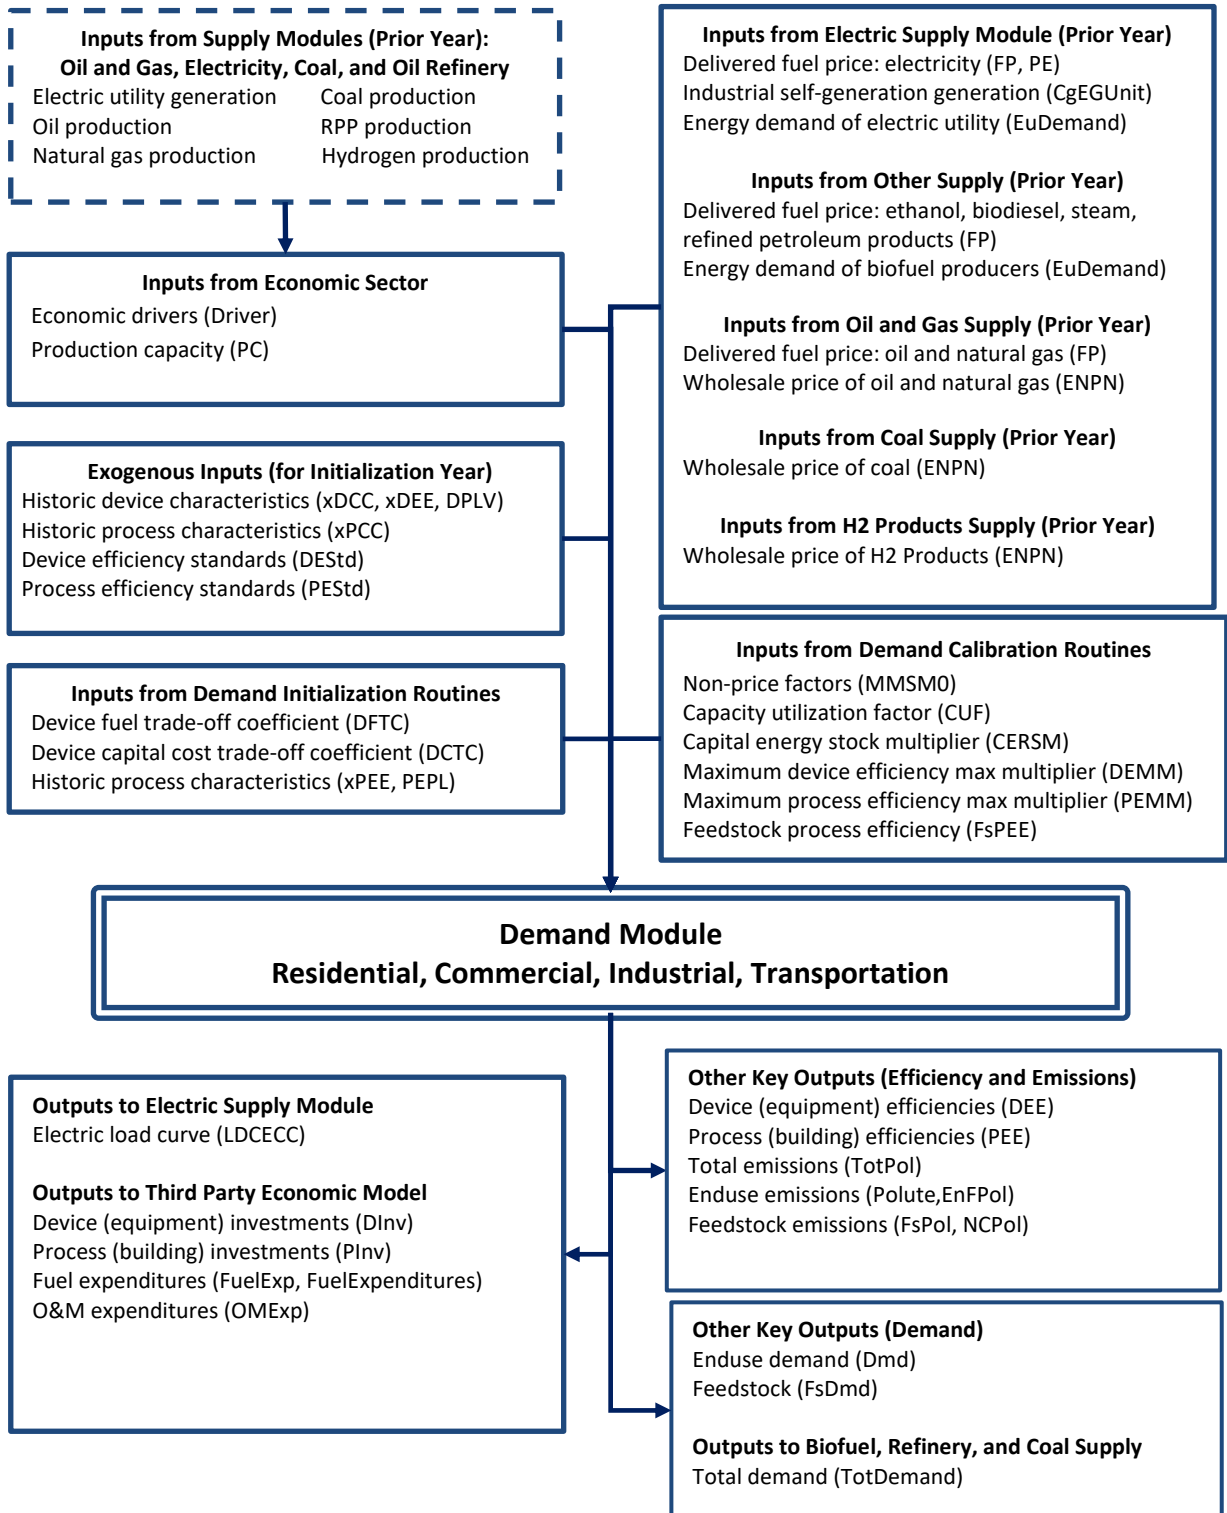 Inputs from Supply Modules (Prior Year):
Oil and Gas, Electricity, Coal, and Oil Refinery
Electric utility generation Coal production
Oil production RPP production
Natural gas production Hydrogen production
Inputs from Economic Sector
Economic drivers (Driver)
Production capacity (PC)
Exogenous Inputs (for Initialization Year)
Historic device characteristics (xDCC, xDEE, DPLV)
Historic process characteristics (xPCC)
Device efficiency standards (DEStd)
Process efficiency standards (PEStd)
Inputs from Demand Initialization Routines
Device fuel trade-off coefficient (DFTC)
Device capital cost trade-off coefficient (DCTC)
Historic process characteristics (xPEE, PEPL)
Inputs from Electric Supply Module (Prior Year)
Delivered fuel price: electricity (FP, PE)
Industrial self-generation generation (CgEGUnit)
Energy demand of electric utility (EuDemand)
Inputs from Other Supply (Prior Year)
Delivered fuel price: ethanol, biodiesel, steam,
refined petroleum products (FP)
Energy demand of biofuel producers (EuDemand)
Inputs from Oil and Gas Supply (Prior Year)
Delivered fuel price: oil and natural gas (FP)
Wholesale price of oil and natural gas (ENPN)
Inputs from Coal Supply (Prior Year)
Wholesale price of coal (ENPN)
Inputs from H2 Products Supply (Prior Year)
Wholesale price of H2 Products (ENPN)
Inputs from Demand Calibration Routines
Non-price factors (MMSM0)
Capacity utilization factor (CUF)
Capital energy stock multiplier (CERSM)
Maximum device efficiency max multiplier (DEMM)
Maximum process efficiency max multiplier (PEMM)
Feedstock process efficiency (FsPEE)
Demand Module
Residential, Commercial, Industrial, Transportation
Outputs to Electric Supply Module
Electric load curve (LDCECC)
Outputs to Third Party Economic Model
Device (equipment) investments (DInv)
Process (building) investments (PInv)
Fuel expenditures (FuelExp, FuelExpenditures)
O&M expenditures (OMExp)
Other Key Outputs (Efficiency and Emissions)
Device (equipment) efficiencies (DEE)
Process (building) efficiencies (PEE)
Total emissions (TotPol)
Enduse emissions (Polute,EnFPol)
Feedstock emissions (FsPol, NCPol)
Other Key Outputs (Demand)
Enduse demand (Dmd)
Feedstock (FsDmd)
Outputs to Biofuel, Refinery, and Coal Supply
Total demand (TotDemand)